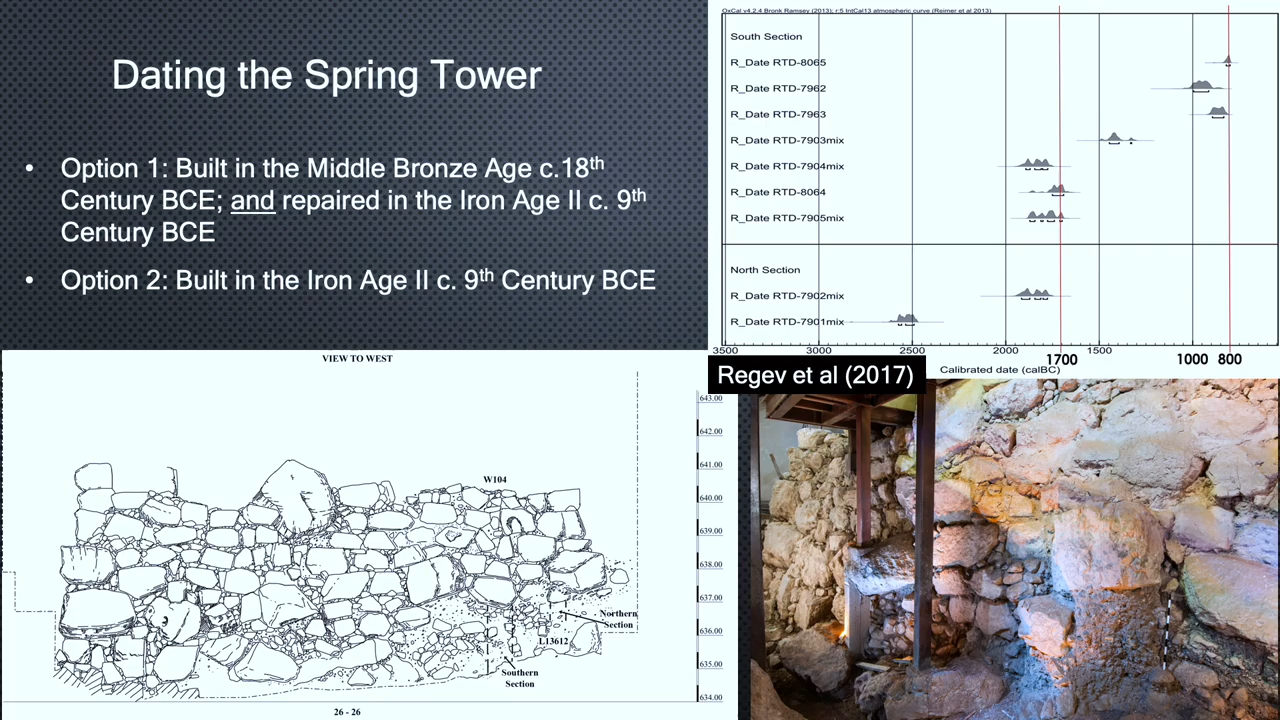 Dating the Spring Tower
• Option 1: Built in the Middle Bronze Age c.18th
Century BCE; and repaired in the Iron Age II c. 9th
Century BCE
• Option 2: Built in the Iron Age II c. 9th Century BCE
OxCal v4.2.4 Bronk Ramsey (2013); r:5 IntCal13 atmospheric curve (Reimer et al 2013)
South Section
R_Date RTD-8065
R_Date RTD-7962
R_Date RTD-7963
R_Date RTD-7903mix
R_Date RTD-7904mix
R_Date RTD-8064
R_Date RTD-7905mix
North Section
R_Date RTD-7902mix
R_Date RTD-7901mix
3500 3000 2500 2000 1700 1500 1000 800
Calibrated date (calBC)
Regev et al (2017)
VIEW TO WEST
643.00
642.00
641.00
640.00
639.00
638.00
637.00
636.00
635.00
634.00
W104
Northern
Section
L13612
Southern
Section
26 - 26